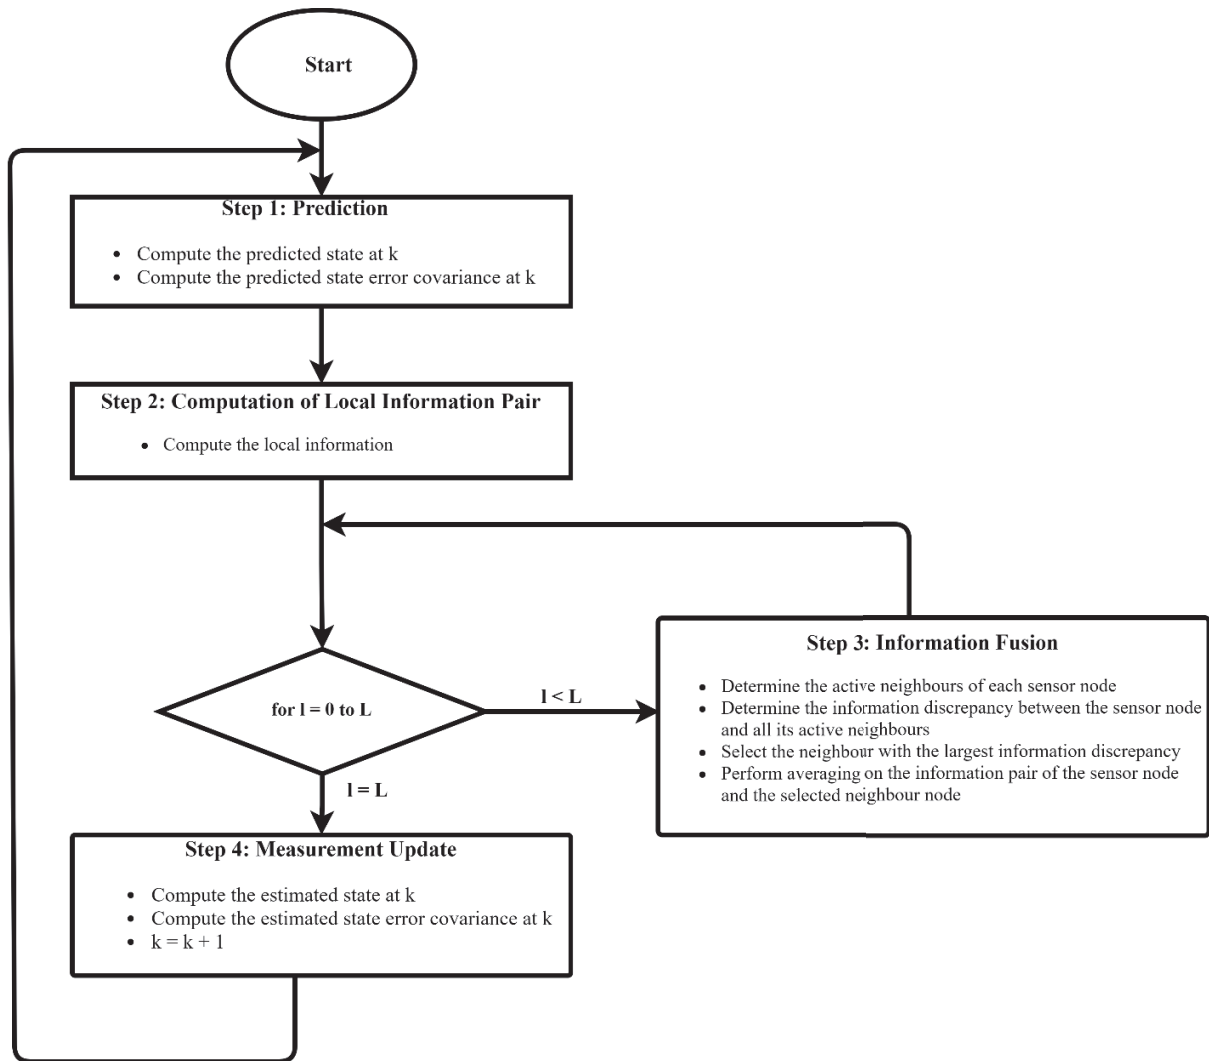 Start
Step 1: Prediction
• Compute the predicted state at k
• Compute the predicted state error covariance at k
Step 2: Computation of Local Information Pair
• Compute the local information
for l = 0 to L
l < L
l = L
Step 3: Information Fusion
• Determine the active neighbours of each sensor node
• Determine the information discrepancy between the sensor node
and all its active neighbours
• Select the neighbour with the largest information discrepancy
• Perform averaging on the information pair of the sensor node
and the selected neighbour node
Step 4: Measurement Update
• Compute the estimated state at k
• Compute the estimated state error covariance at k
• k = k + 1